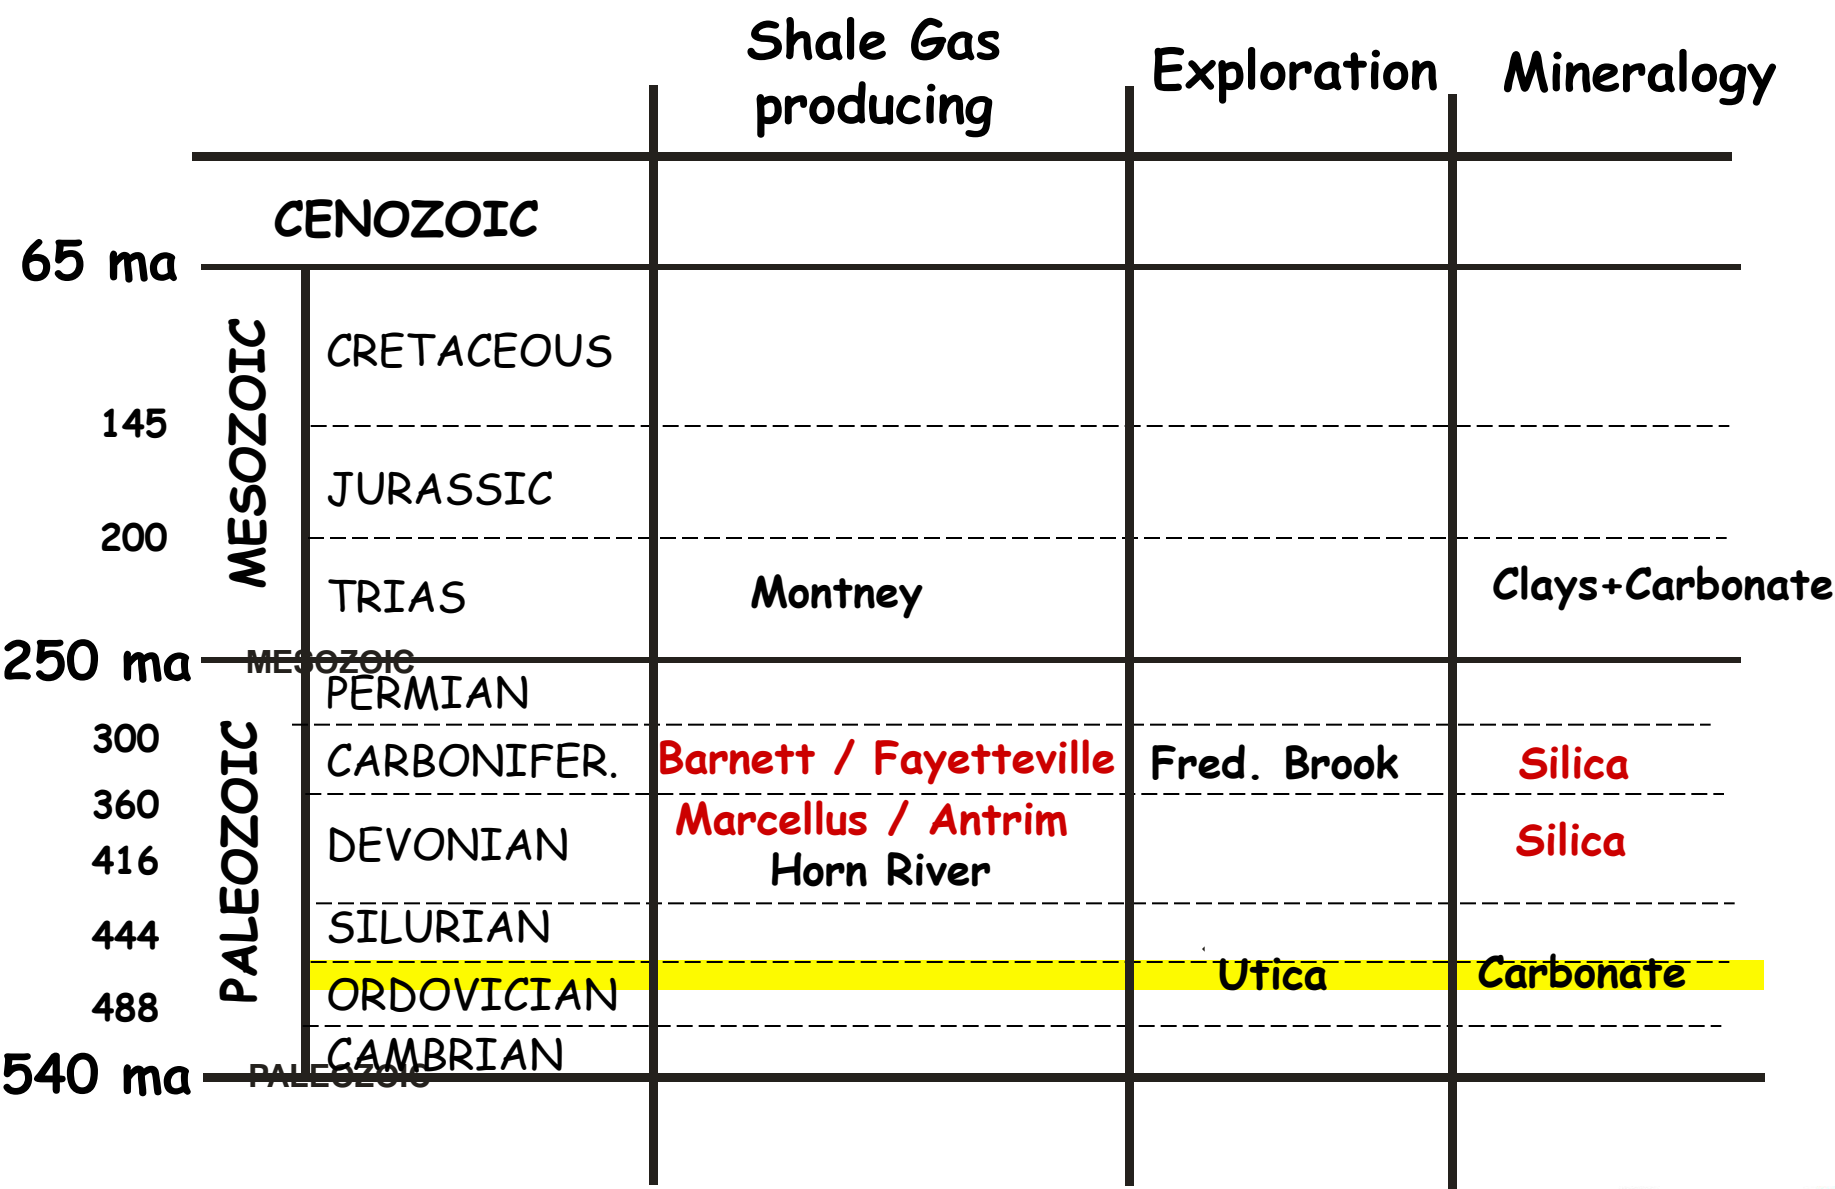 Shale Gas
producing
Exploration
Mineralogy
CENOZOIC
65 ma
MESOZOIC
CRETACEOUS
145
JURASSIC
200
TRIAS
Montney
Clays+Carbonate
250 ma
MESOZOIC
PERMIAN
PALEOZOIC
300
CARBONIFER.
Barnett / Fayetteville
Fred. Brook
Silica
360
DEVONIAN
Marcellus / Antrim
Horn River
Silica
416
SILURIAN
444
ORDOVICIAN
Utica
Carbonate
488
CAMBRIAN
540 ma
PALEOZOIC